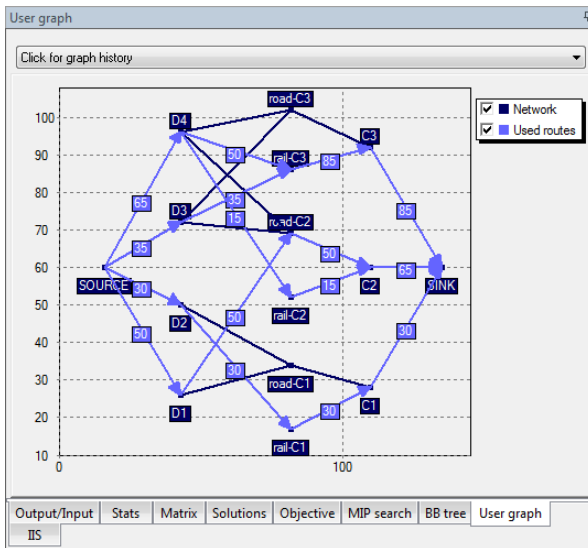 User graph
Click for graph history
Network
Used routes
road-C3
D4
100
C3
50
85
90
rail-C3
80
65
35
85
D3
15
road-C2
70
35
50
60
SOURCE
65
C2
SINK
30
15
50
D2
50
rail-C2
40
50
30
30
road-C1
30
30
C1
D1
20
rail-C1
10
0
100
Output/Input
Stats
Matrix
Solutions
Objective
MIP search
BB tree
User graph
IIS